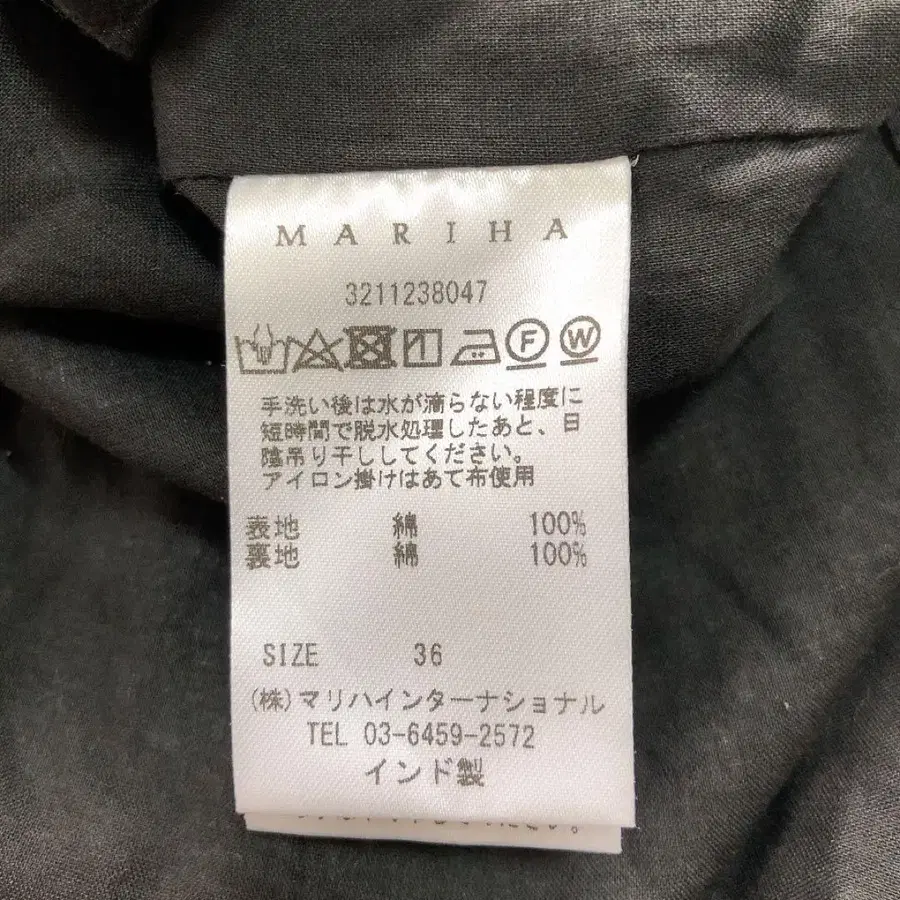 MARIHA
3211238047
F W
手洗い後は水が滴らない程度に
短時間で脱水処理したあと、日
陰吊り干ししてください。
アイロン掛けはあて布使用
表地 綿 100%
裏地 綿 100%
SIZE 36
(株)マリハインターナショナル
TEL 03-6459-2572
インド製